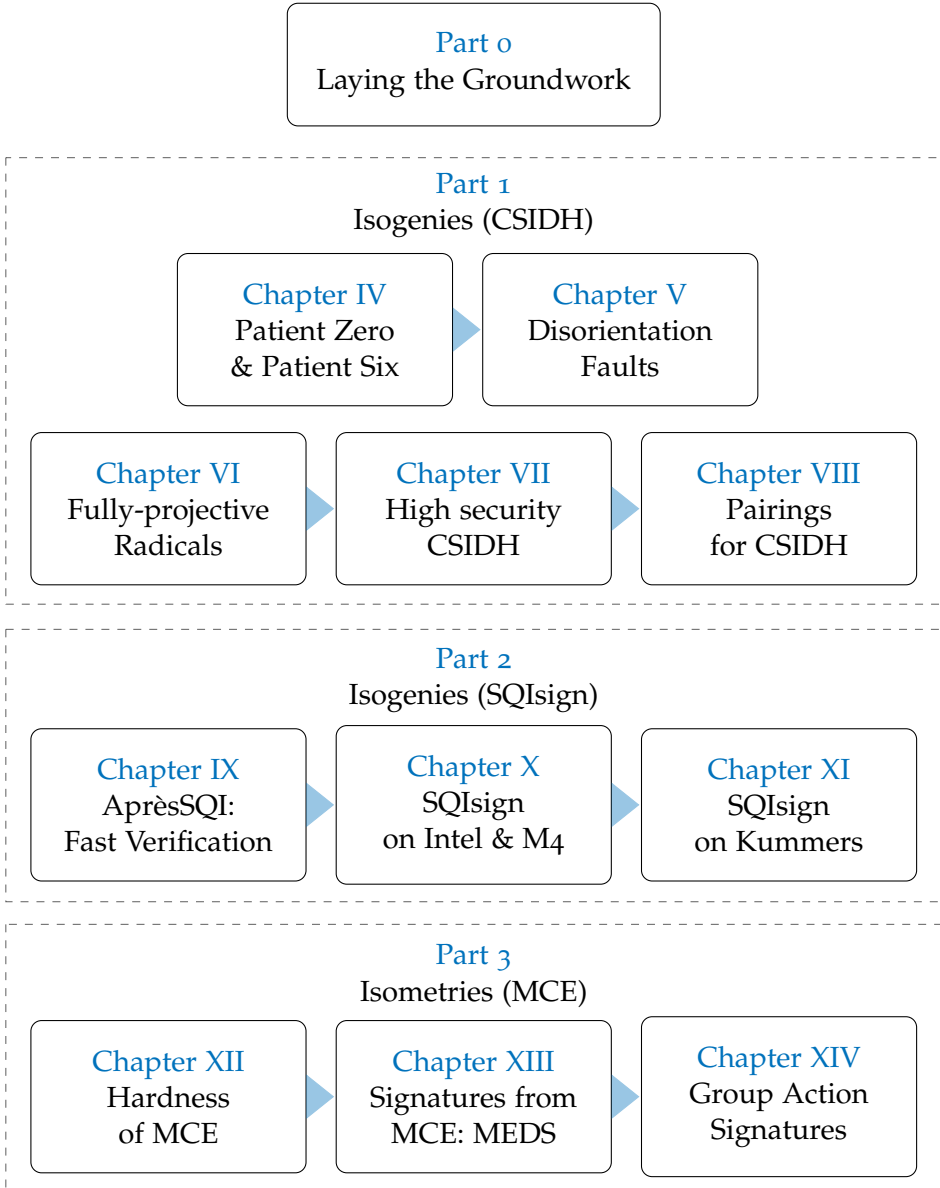 Part 0
Laying the Groundwork
Part 1
Isogenies (CSIDH)
Chapter IV
Patient Zero
& Patient Six
Chapter V
Disorientation
Faults
Chapter VI
Fully-projective
Radicals
Chapter VII
High security
CSIDH
Chapter VIII
Pairings
for CSIDH
Part 2
Isogenies (SQIsign)
Chapter IX
AprèsSQI:
Fast Verification
Chapter X
SQIsign
on Intel & M4
Chapter XI
SQIsign
on Kummers
Part 3
Isometries (MCE)
Chapter XII
Hardness
of MCE
Chapter XIII
Signatures from
MCE: MEDS
Chapter XIV
Group Action
Signatures